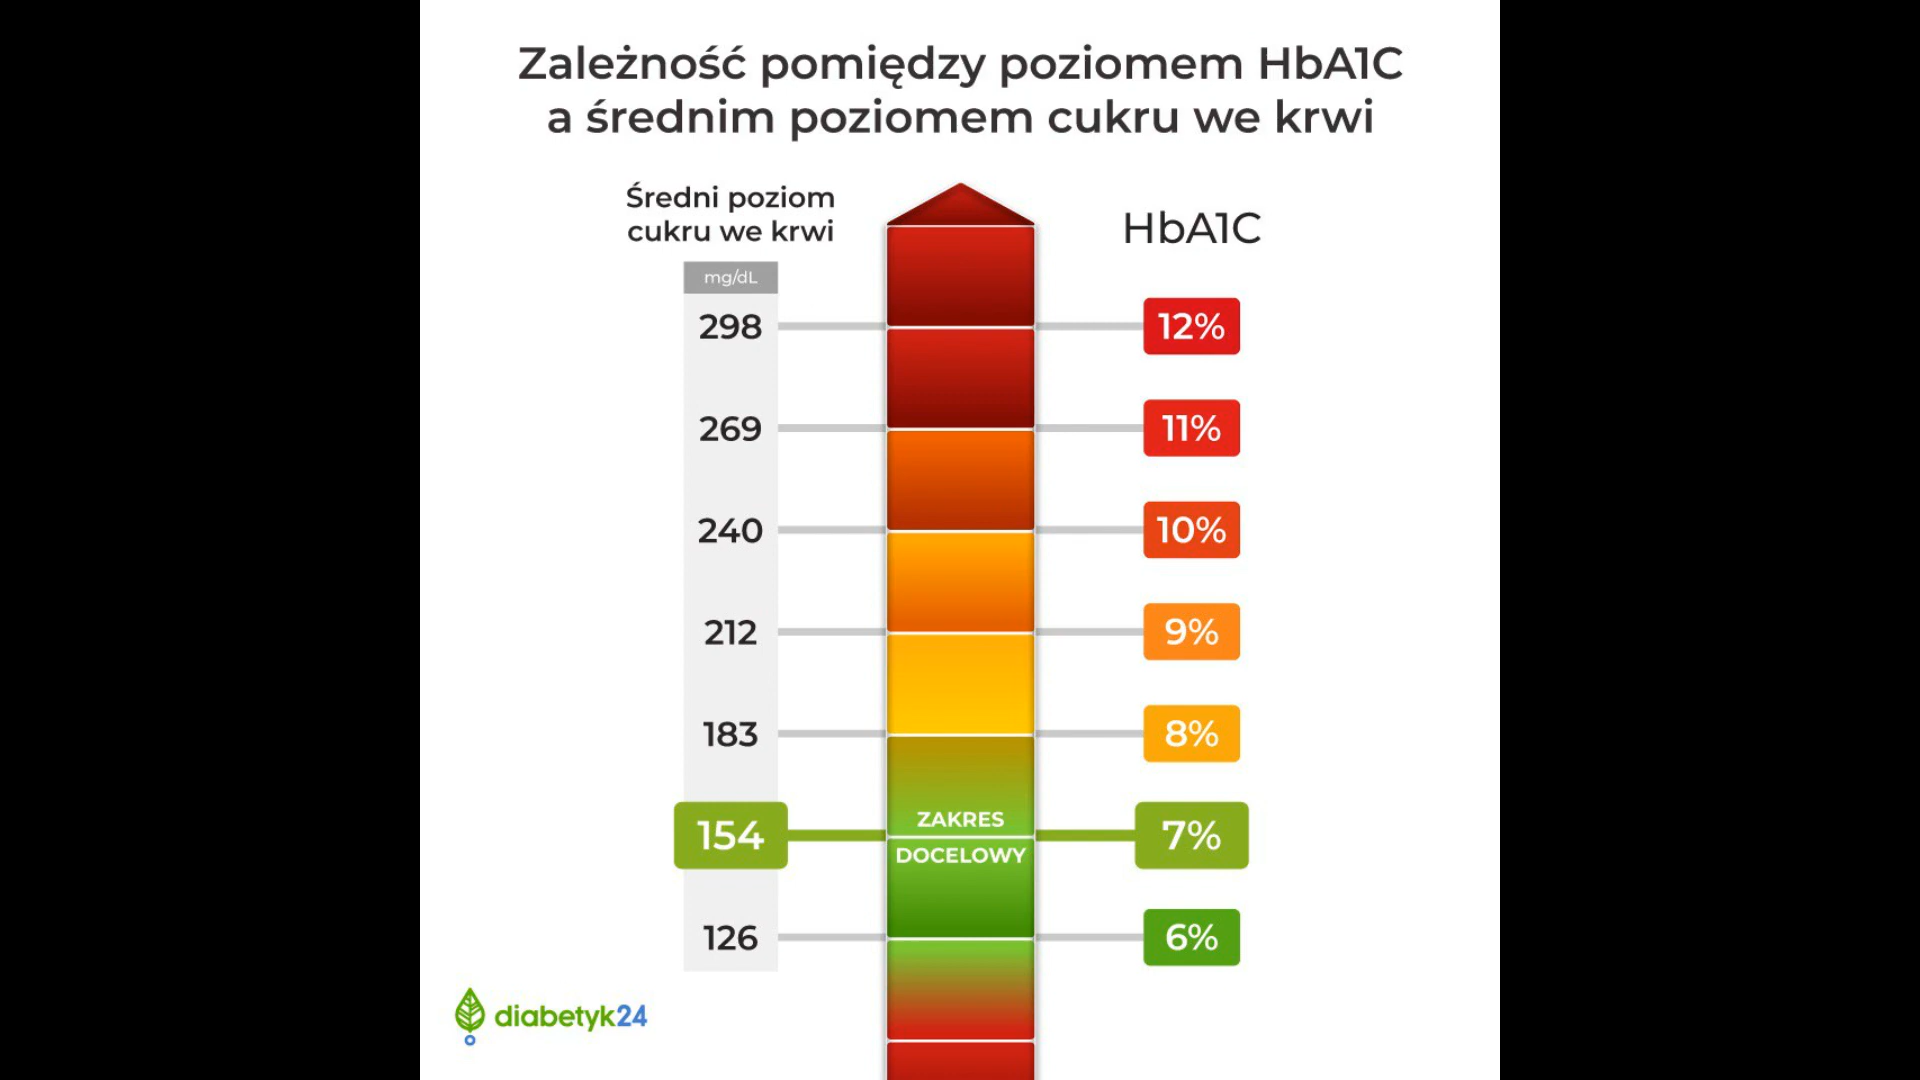 Zależność pomiędzy poziomem HbA1C
a średnim poziomem cukru we krwi
Średni poziom
cukru we krwi
HbA1C
mg/dL
298
12%
269
11%
240
10%
212
9%
183
8%
154
ZAKRES
DOCELOWY
7%
126
6%
diabetyk24